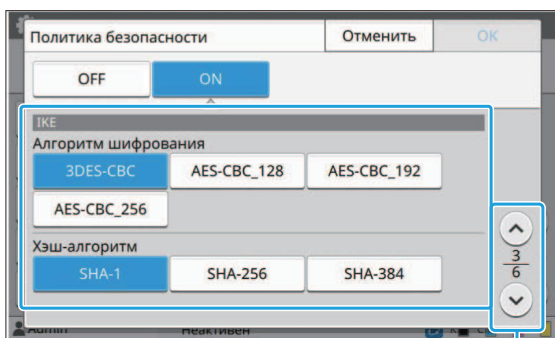 Политика безопасности
Отменить
OK
OFF
ON
IKE
Алгоритм шифрования
3DES-CBC
AES-CBC_128
AES-CBC_192
AES-CBC_256
Хэш-алгоритм
SHA-1
SHA-256
SHA-384
3
6
Admin
Неактивен